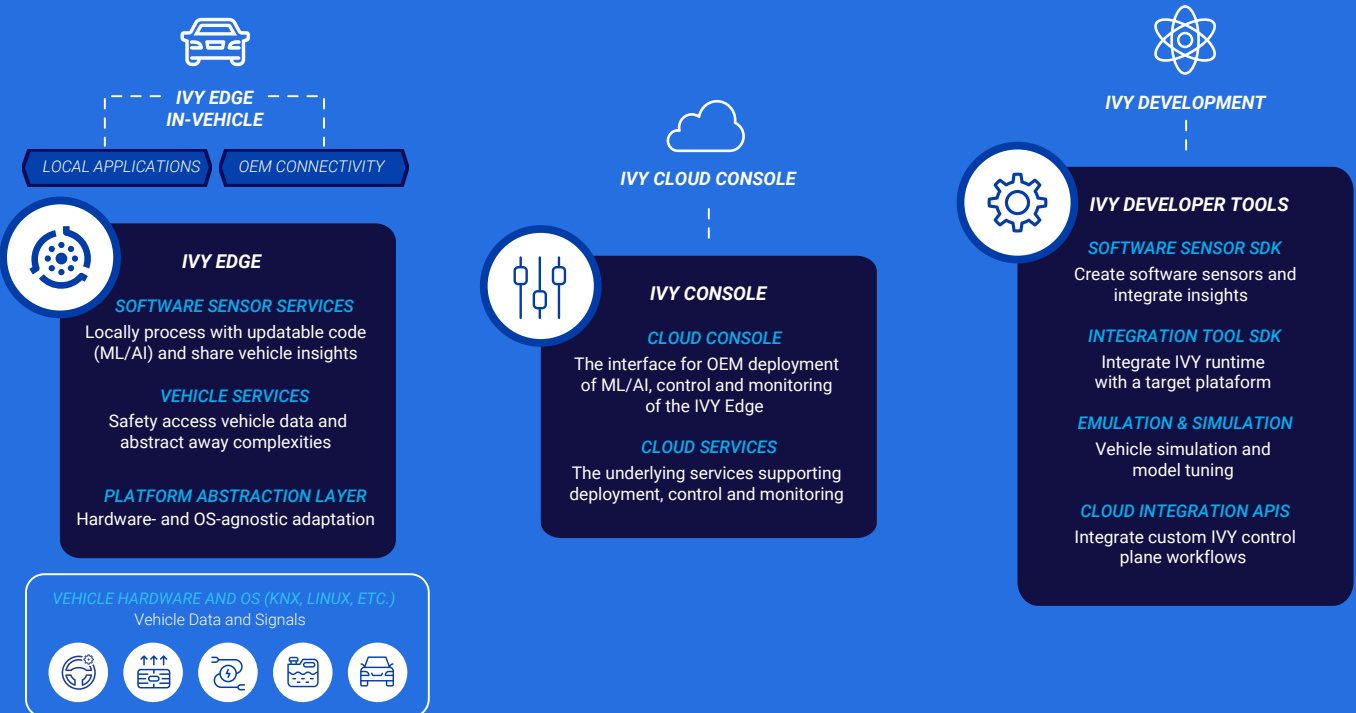 IVY EDGE
IN-VEHICLE
LOCAL APPLICATIONS
OEM CONNECTIVITY
IVY EDGE
SOFTWARE SENSOR SERVICES
Locally process with updatable code
(ML/AI) and share vehicle insights
VEHICLE SERVICES
Safety access vehicle data and
abstract away complexities
PLATFORM ABSTRACTION LAYER
Hardware- and OS-agnostic adaptation
VEHICLE HARDWARE AND OS (KNX, LINUX, ETC.)
Vehicle Data and Signals
IVY CLOUD CONSOLE
IVY CONSOLE
CLOUD CONSOLE
The interface for OEM deployment
of ML/AI, control and monitoring
of the IVY Edge
CLOUD SERVICES
The underlying services supporting
deployment, control and monitoring
IVY DEVELOPMENT
IVY DEVELOPER TOOLS
SOFTWARE SENSOR SDK
Create software sensors and
integrate insights
INTEGRATION TOOL SDK
Integrate IVY runtime
with a target plataform
EMULATION & SIMULATION
Vehicle simulation and
model tuning
CLOUD INTEGRATION APIS
Integrate custom IVY control
plane workflows